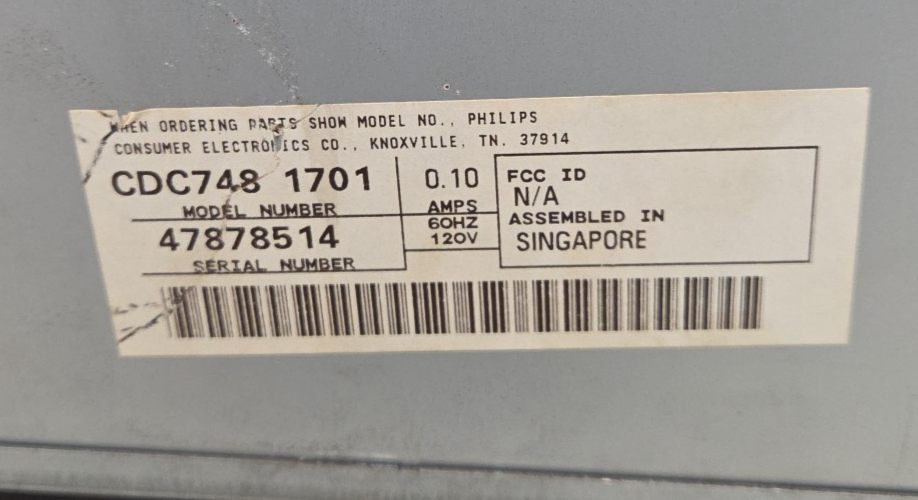 WHEN ORDERING PARTS SHOW MODEL NO., PHILIPS
CONSUMER ELECTRONICS CO., KNOXVILLE, TN. 37914
CDC748 1701
MODEL NUMBER
47878514
SERIAL NUMBER
0.10
AMPS
60HZ
120V
FCC ID
N/A
ASSEMBLED IN
SINGAPORE